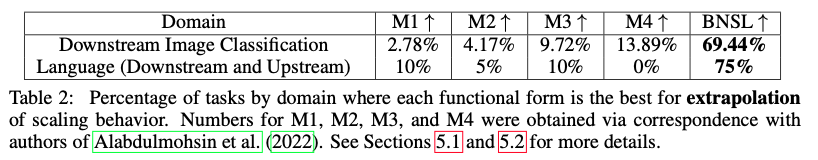 Domain M1 ↑ M2 ↑ M3 ↑ M4 ↑ BNSL ↑
Downstream Image Classification 2.78% 4.17% 9.72% 13.89% 69.44%
Language (Downstream and Upstream) 10% 5% 10% 0% 75%
Table 2: Percentage of tasks by domain where each functional form is the best for extrapolation
of scaling behavior. Numbers for M1, M2, M3, and M4 were obtained via correspondence with
authors of Alabdulmohsin et al. (2022). See Sections 5.1 and 5.2 for more details.